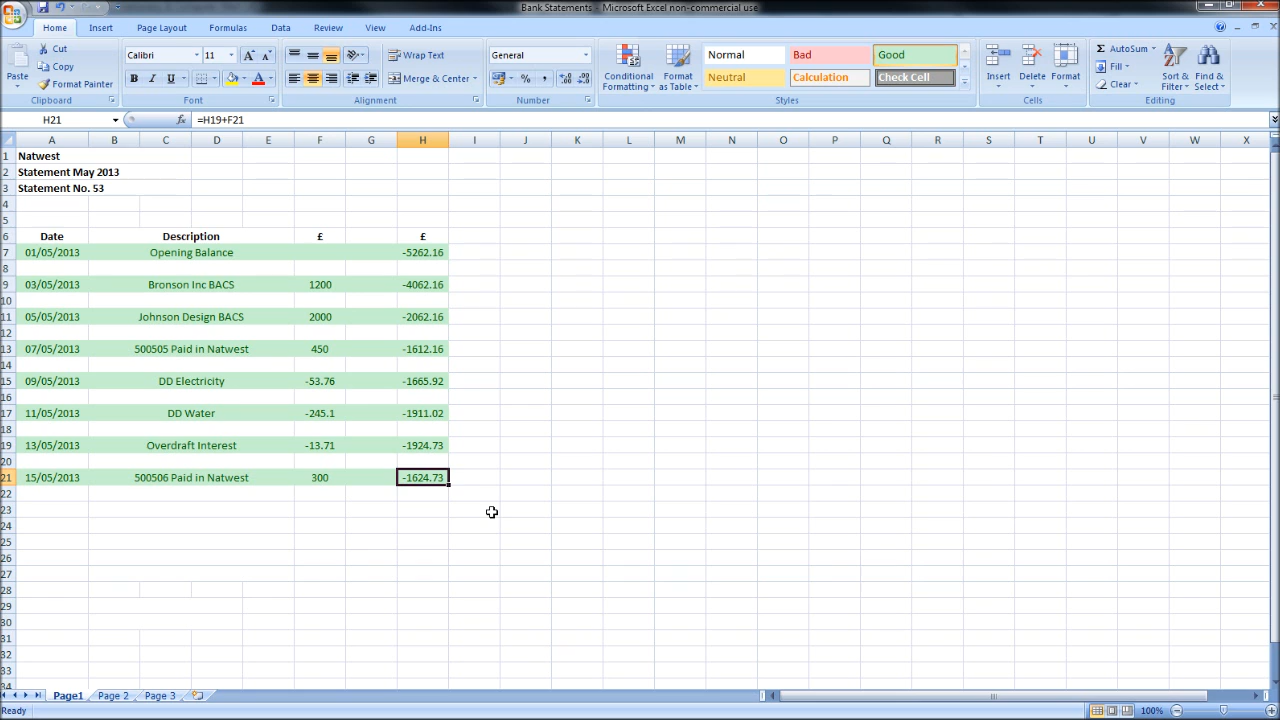 Bank Statements - Microsoft Excel non-commercial use
Home Insert Page Layout Formulas Data Review View Add-Ins
Paste Cut Copy Format Painter Clipboard
Calibri 11 B I U A Font
Wrap Text Merge & Center Alignment
General % , Number
Conditional Formatting Format as Table
Normal Bad Good
Neutral Calculation Check Cell
Styles
Insert Delete Format Cells
AutoSum Fill Clear Sort & Filter Find & Select Editing
H21 fx =H19+F21
A B C D E F G H I J K L M N O P Q R S T U V W X
1 Natwest
2 Statement May 2013
3 Statement No. 53
4
5
6 Date Description £ £
7 01/05/2013 Opening Balance -5262.16
8
9 03/05/2013 Bronson Inc BACS 1200 -4062.16
10
11 05/05/2013 Johnson Design BACS 2000 -2062.16
12
13 07/05/2013 500505 Paid in Natwest 450 -1612.16
14
15 09/05/2013 DD Electricity -53.76 -1665.92
16
17 11/05/2013 DD Water -245.1 -1911.02
18
19 13/05/2013 Overdraft Interest -13.71 -1924.73
20
21 15/05/2013 500506 Paid in Natwest 300 -1624.73
22
23
24
25
26
27
28
29
30
31
32
33
34
Page1 Page 2 Page 3
Ready 100%